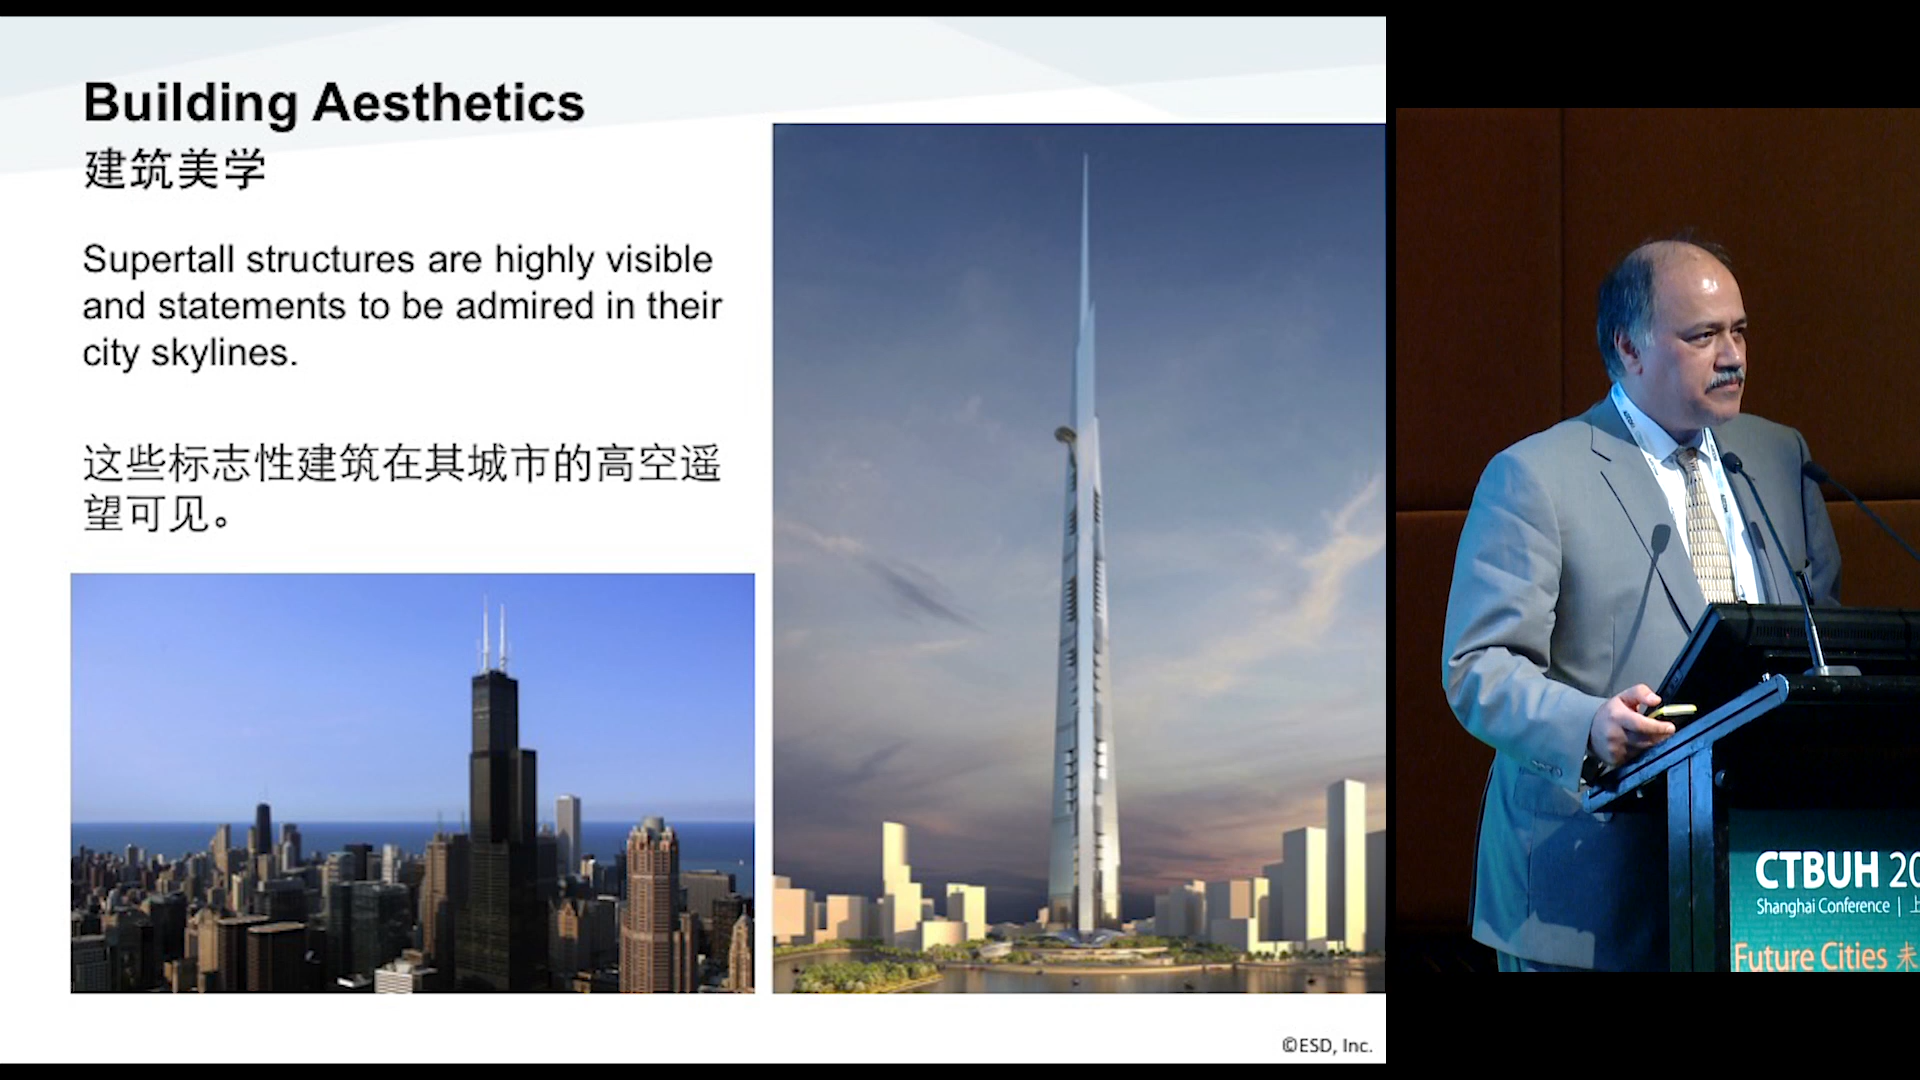 Building Aesthetics
建筑美学
Supertall structures are highly visible
and statements to be admired in their
city skylines.
这些标志性建筑在其城市的高空遥
望可见。
©ESD, Inc.
CTBUH 20
Shanghai Conference | 上
Future Cities 未